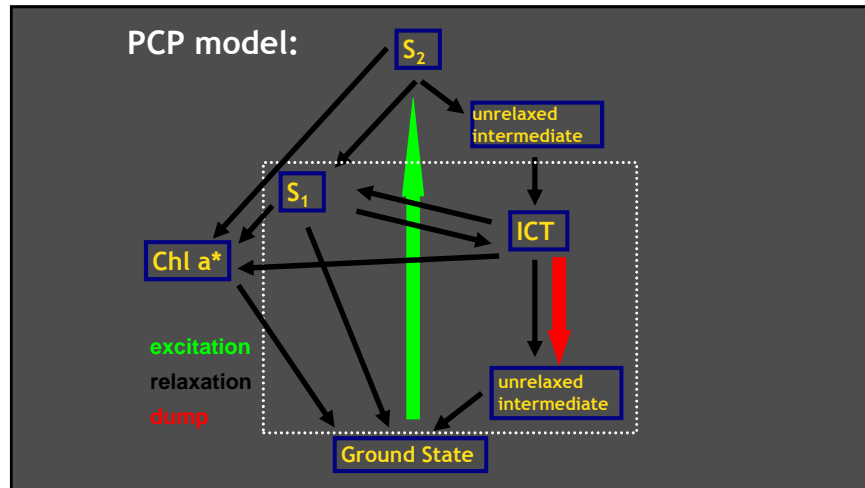 PCP model:
S₂
unrelaxed
intermediate
S₁
ICT
Chl a*
excitation
relaxation
dump
unrelaxed
intermediate
Ground State